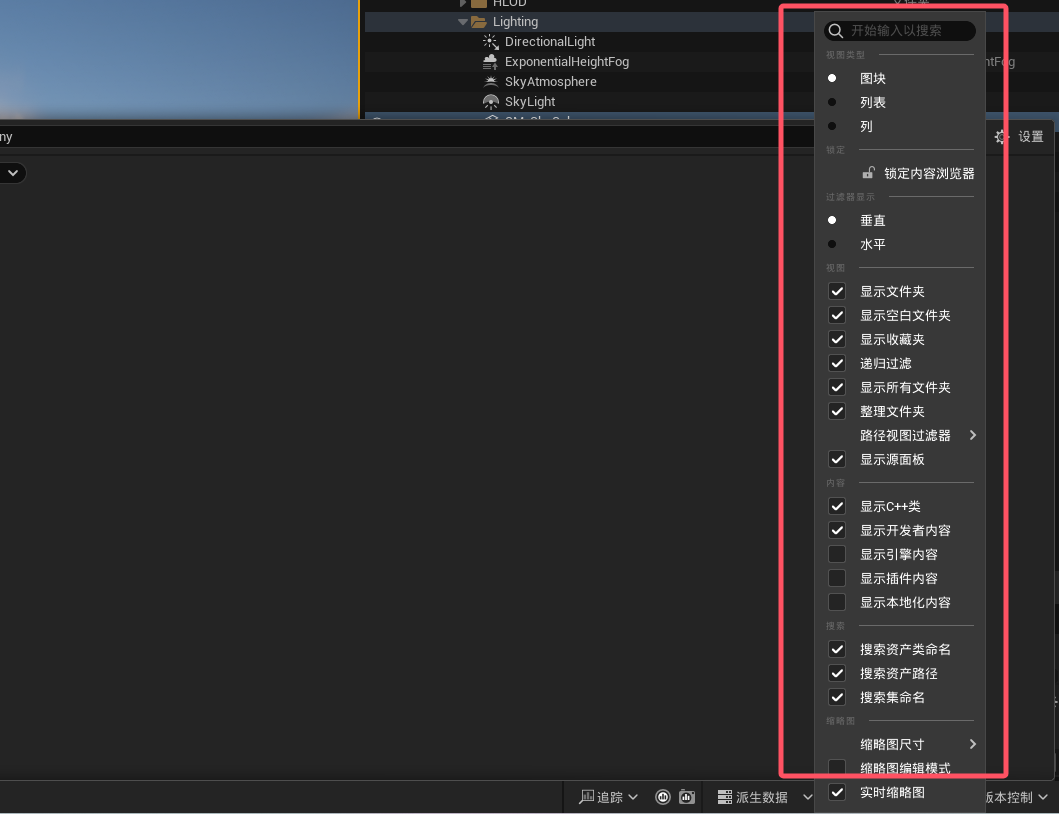 HLOD
Lighting
DirectionalLight
ExponentialHeightFog
SkyAtmosphere
SkyLight
htFog
ny
设置
开始输入以搜索
视图类型
图块
列表
列
锁定
锁定内容浏览器
过滤器显示
垂直
水平
视图
显示文件夹
显示空白文件夹
显示收藏夹
递归过滤
显示所有文件夹
整理文件夹
路径视图过滤器
显示源面板
内容
显示C++类
显示开发者内容
显示引擎内容
显示插件内容
显示本地化内容
搜索
搜索资产类命名
搜索资产路径
搜索集命名
缩略图
缩略图尺寸
缩略图编辑模式
实时缩略图
追踪
派生数据
版本控制